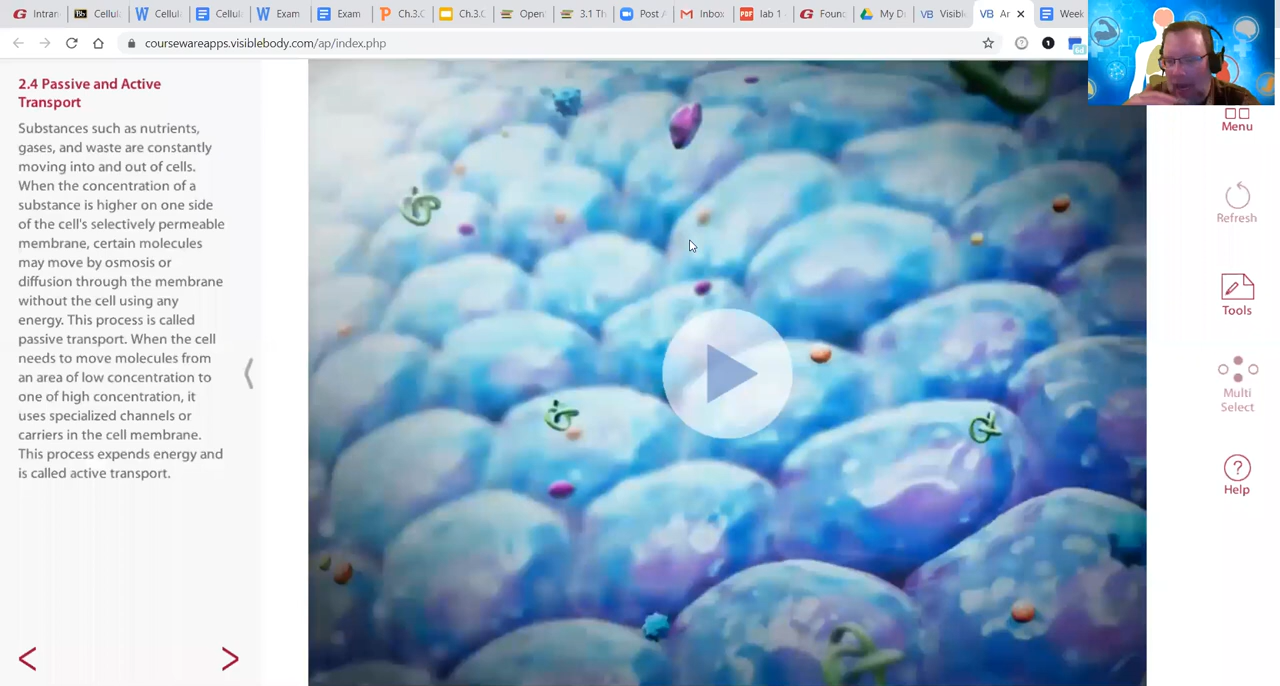 Intran
Bs Cellul
Cellul
Cellul
Exam
Exam
Ch.3.C
Ch.3.C
Open
3.1 Th
Post A
Inbox
PDF lab 1 -
Founc
My Dr
VB Visible
VB Ar
Week
coursewareapps.visiblebody.com/ap/index.php
2.4 Passive and Active
Transport
Substances such as nutrients,
gases, and waste are constantly
moving into and out of cells.
When the concentration of a
substance is higher on one side
of the cell's selectively permeable
membrane, certain molecules
may move by osmosis or
diffusion through the membrane
without the cell using any
energy. This process is called
passive transport. When the cell
needs to move molecules from
an area of low concentration to
one of high concentration, it
uses specialized channels or
carriers in the cell membrane.
This process expends energy and
is called active transport.
Menu
Refresh
Tools
Multi
Select
Help